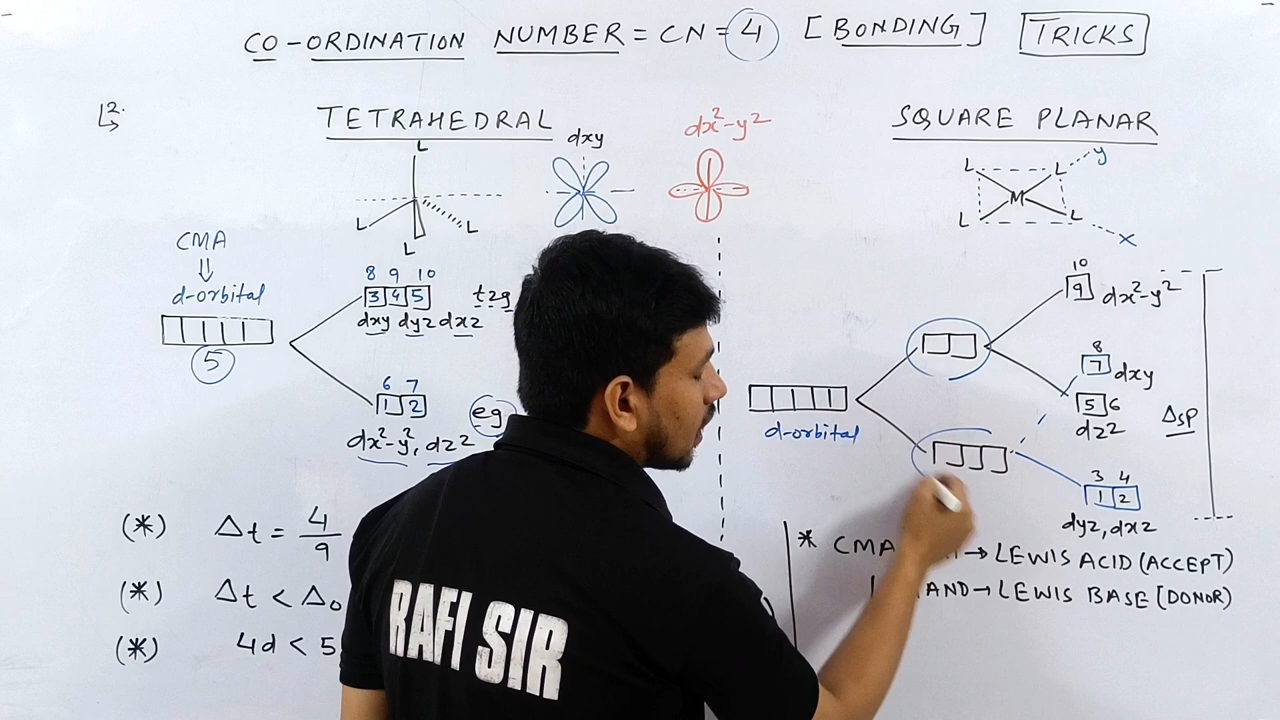 CO-ORDINATION NUMBER = CN = 4 [BONDING] TRICKS
L2.
TETRAHEDRAL
L
L
L
L
dxy
dx²-y²
SQUARE PLANAR
L
L
y
M
L
L
x
CMA
d-orbital
5
8 9 10
3 4 5
t2g
dxy dyz dxz
6 7
1 2
eg
dx²-y², dz²
d-orbital
10
9
dx²-y²
8
7
dxy
5 6
dz²
Δsp
3 4
1 2
dyz, dxz
(*) Δt = 4/9
(*) Δt < Δo
(*) 4d < 5
* CMA → LEWIS ACID (ACCEPT)
AND → LEWIS BASE [DONOR)
RAFI SIR